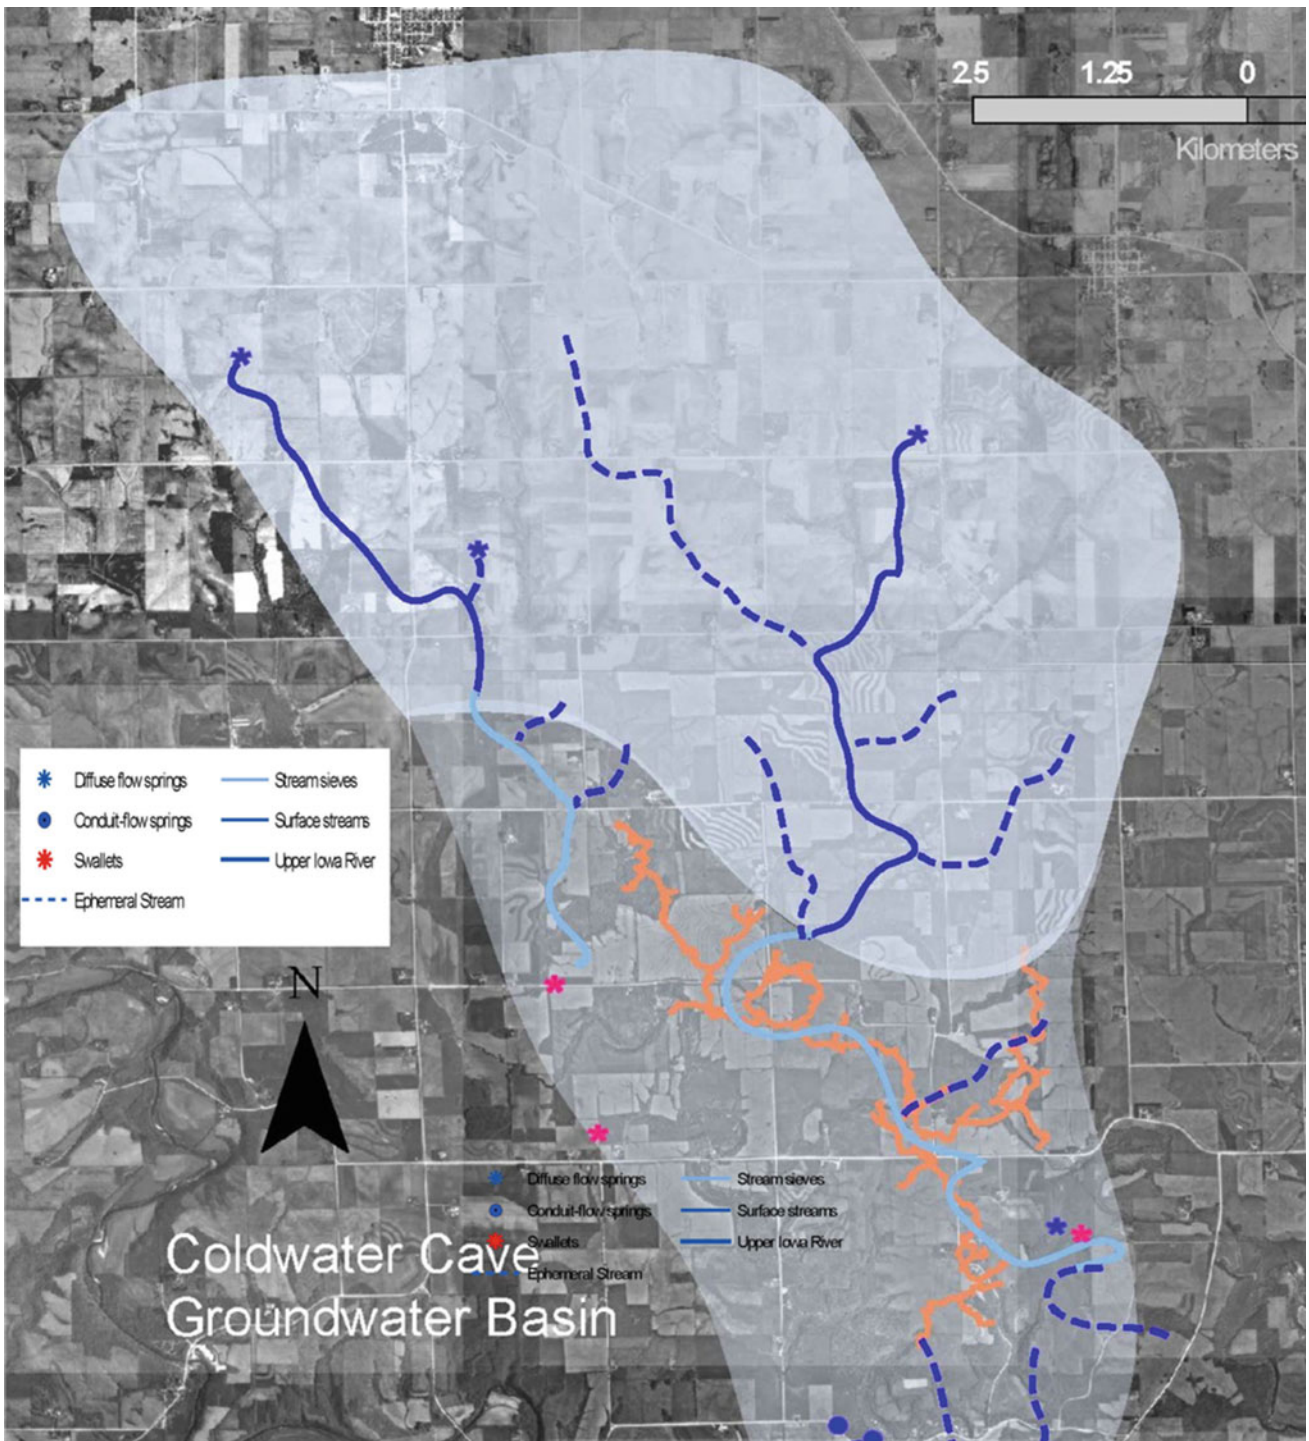 2.5 1.25 0
Kilometers
Diffuse flow springs Stream sieves
Conduit-flow springs Surface streams
Swallets Upper Iowa River
Ephemeral Stream
N
Diffuse flow springs Stream sieves
Conduit-flow springs Surface streams
Swallets Upper Iowa River
Ephemeral Stream
Coldwater Cave
Groundwater Basin